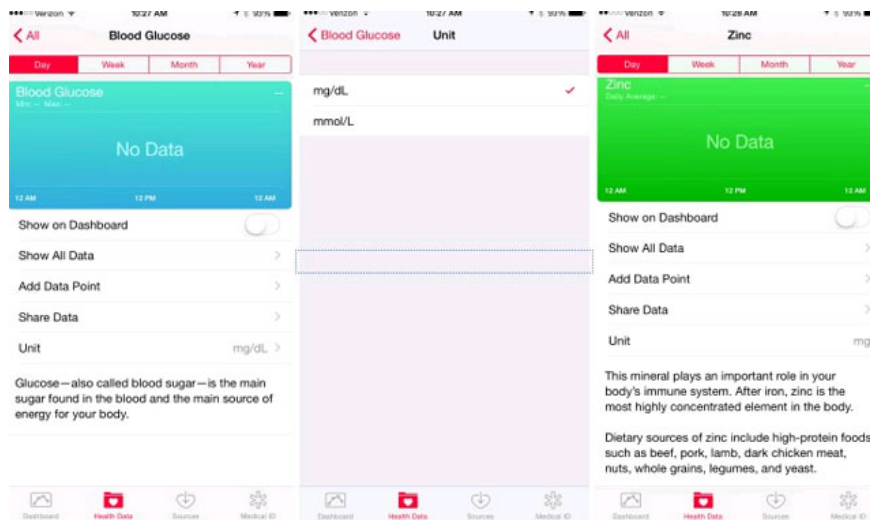 Verizon 10:27 AM 93%
All Blood Glucose
Day Week Month Year
Blood Glucose --
Min: -- Max: --
No Data
12 AM 12 PM 12 AM
Show on Dashboard
Show All Data
Add Data Point
Share Data
Unit mg/dL
Glucose—also called blood sugar—is the main
sugar found in the blood and the main source of
energy for your body.
Dashboard Health Data Sources Medical ID
Verizon 10:27 AM 93%
Blood Glucose Unit
mg/dL
mmol/L
Dashboard Health Data Sources Medical ID
Verizon 10:28 AM 93%
All Zinc
Day Week Month Year
Zinc
Daily Average: --
No Data
12 AM 12 PM 12 AM
Show on Dashboard
Show All Data
Add Data Point
Share Data
Unit mg
This mineral plays an important role in your
body's immune system. After iron, zinc is the
most highly concentrated element in the body.
Dietary sources of zinc include high-protein foods
such as beef, pork, lamb, dark chicken meat,
nuts, whole grains, legumes, and yeast.
Dashboard Health Data Sources Medical ID